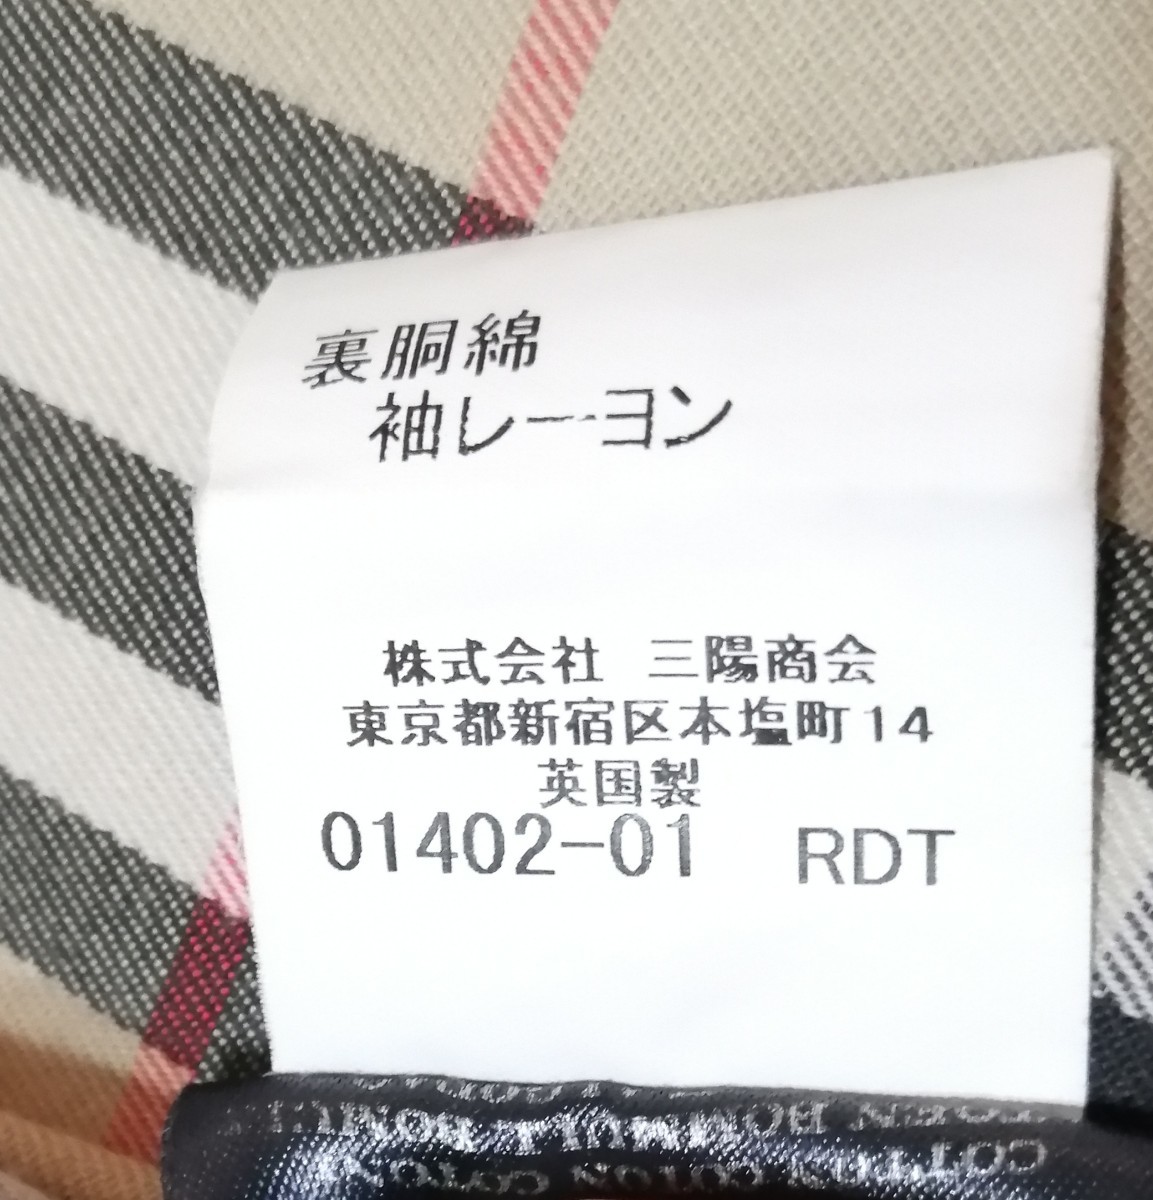 裏胴綿
袖レーヨン
株式会社 三陽商会
東京都新宿区本塩町14
英国製
01402-01 RDT